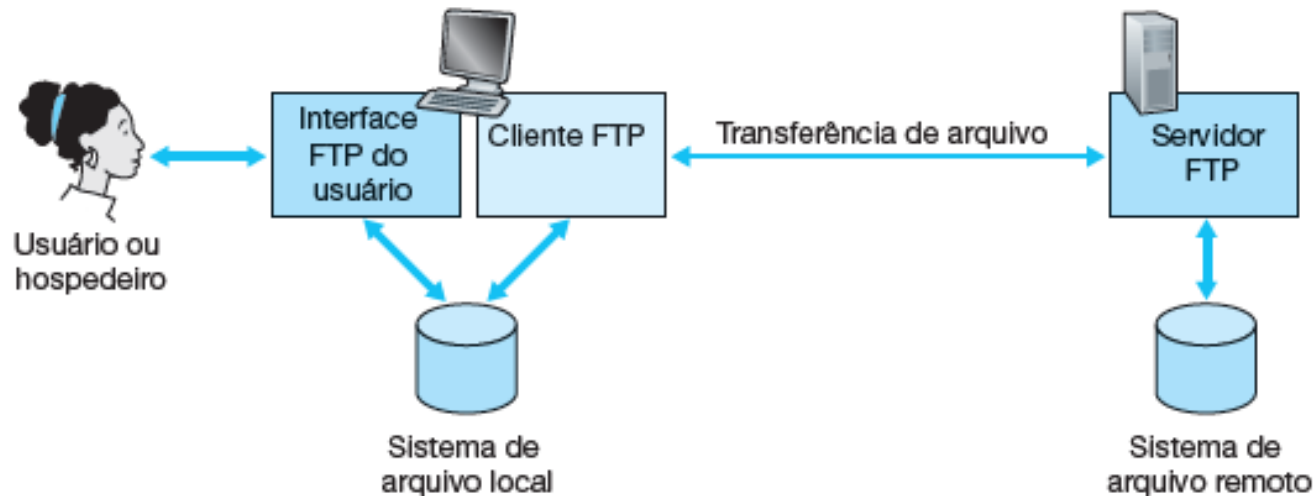 Interface
FTP do
usuário
Cliente FTP
Transferência de arquivo
Servidor
FTP
Usuário ou
hospedeiro
Sistema de
arquivo local
Sistema de
arquivo remoto